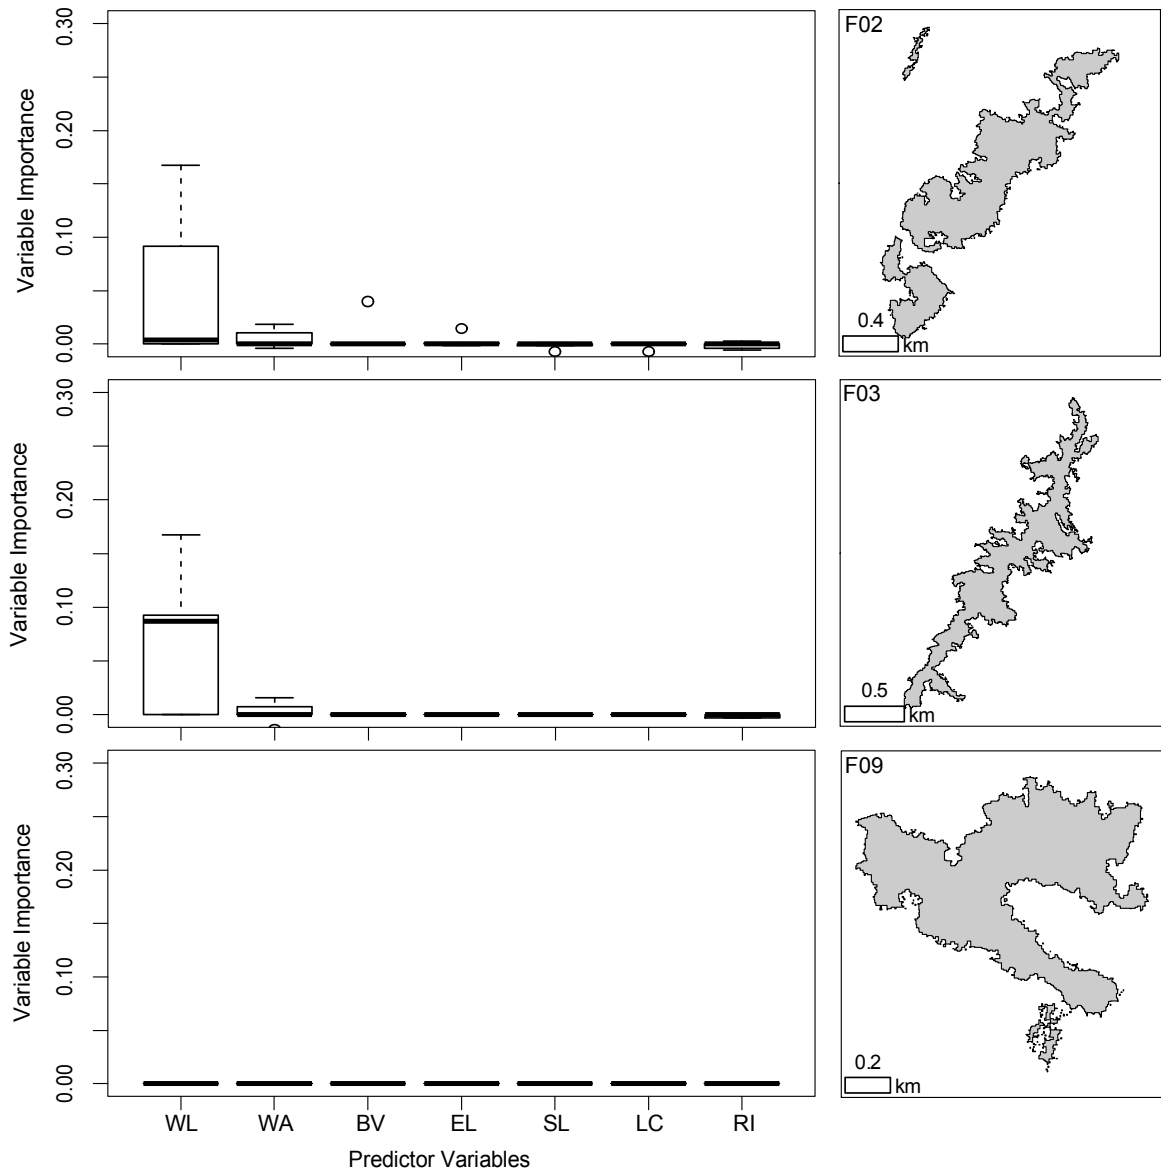 Variable Importance
0.00
0.10
0.20
0.30
F02
0.4
km
Variable Importance
0.00
0.10
0.20
0.30
F03
0.5
km
Variable Importance
0.00
0.10
0.20
0.30
F09
0.2
km
WL WA BV EL SL LC RI
Predictor Variables